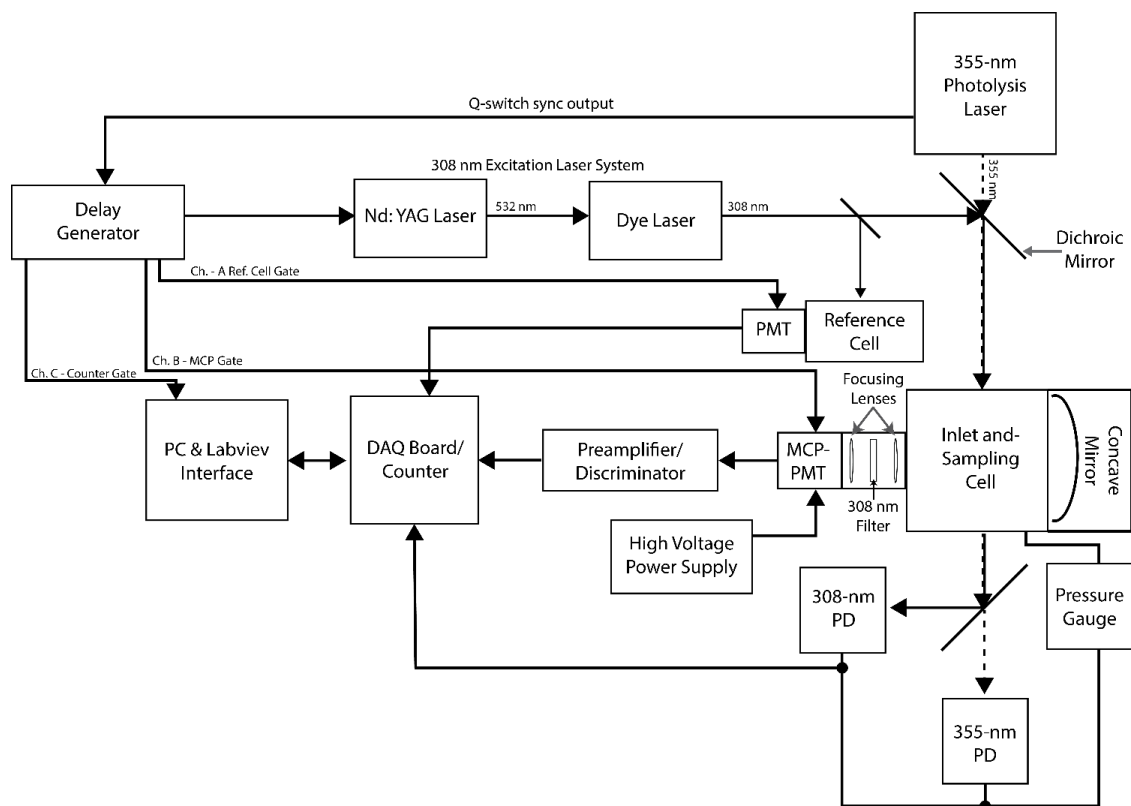 355-nm
Photolysis
Laser
Q-switch sync output
355 nm
308 nm Excitation Laser System
Delay
Generator
Nd: YAG Laser
532 nm
Dye Laser
308 nm
Dichroic
Mirror
Ch. - A Ref. Cell Gate
PMT
Reference
Cell
Ch. B - MCP Gate
Ch. C - Counter Gate
Focusing
Lenses
PC & Labviev
Interface
DAQ Board/
Counter
Preamplifier/
Discriminator
MCP-
PMT
308 nm
Filter
Inlet and-
Sampling
Cell
Concave
Mirror
High Voltage
Power Supply
308-nm
PD
Pressure
Gauge
355-nm
PD